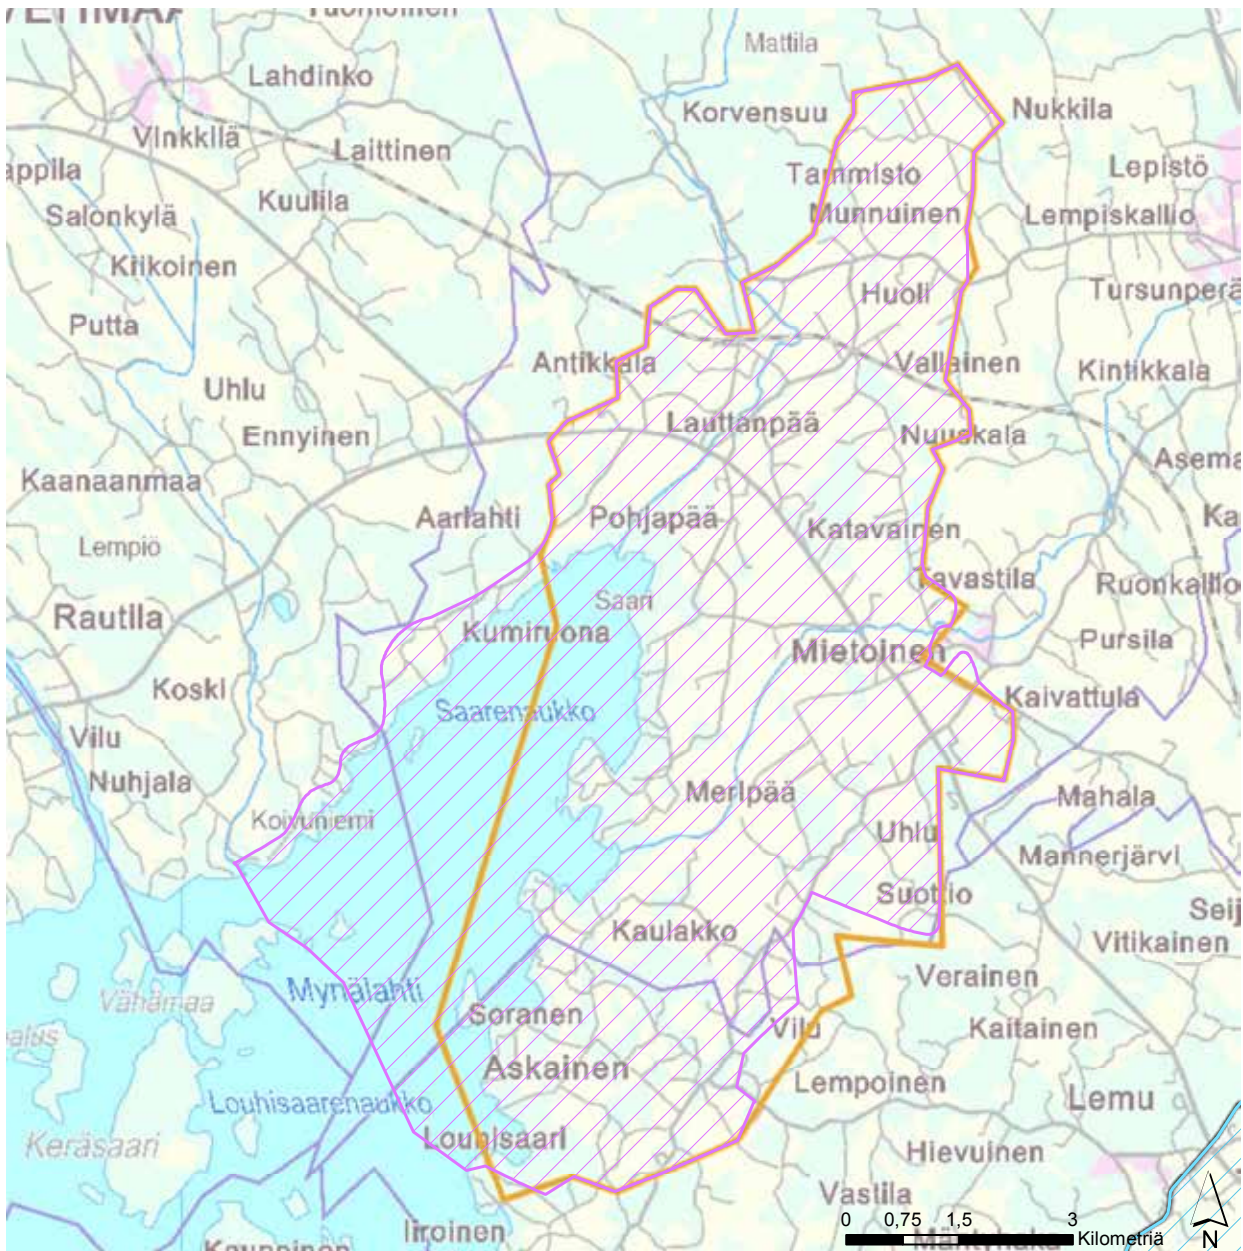 Mattila
Lahdinko
Korvensuu
Nukkila
Vinkkilä
Laittinen
Lepistö
Tammisto
Kuulila
Salonkylä
Munnuinen
Lempiskallio
Kiikoinen
Huoli
Tursunperä
Putta
Antikkala
Vallainen
Kintikkala
Uhlu
Lauttanpää
Ennyinen
Nuuskala
Asema
Kaanaanmaa
Aarlahti
Pohjapää
Ka
Katavainen
Lempiö
Tavastila
Ruonkallio
Saari
Rautila
Kumiruona
Mietoinen
Pursila
Koski
Kaivattula
Saarenaukko
Vilu
Nuhjala
Meripää
Mahala
Koivuniemi
Uhlu
Mannerjärvi
Suottio
Seij
Kaulakko
Vitikainen
Verainen
Mynälahti
Vähämaa
Soranen
Vilu
Kaitainen
Askainen
Lempoinen
Lemu
Louhisaarenaukko
Keräsaari
Louhisaari
Hievuinen
Vastila
Iiroinen
0 0,75 1,5 3
Kilometriä
N